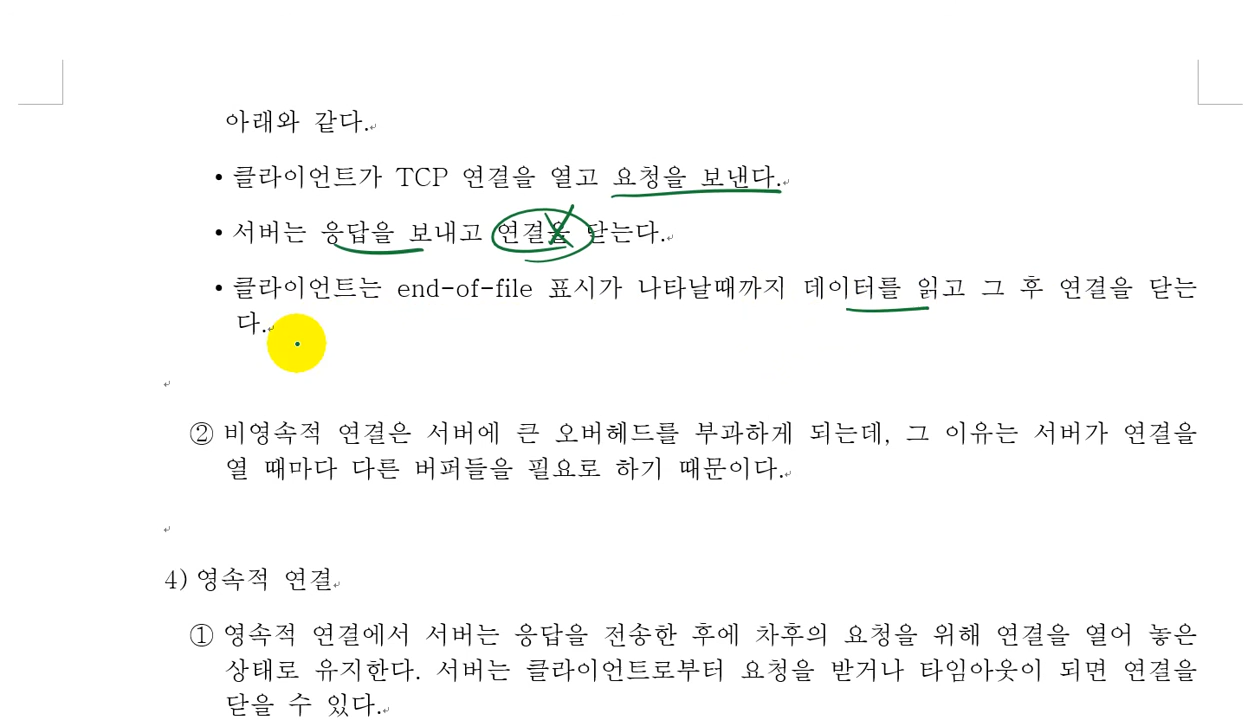 아래와 같다.
• 클라이언트가 TCP 연결을 열고 요청을 보낸다.
• 서버는 응답을 보내고 연결을 닫는다.
• 클라이언트는 end-of-file 표시가 나타날때까지 데이터를 읽고 그 후 연결을 닫는
다.
② 비영속적 연결은 서버에 큰 오버헤드를 부과하게 되는데, 그 이유는 서버가 연결을
열 때마다 다른 버퍼들을 필요로 하기 때문이다.
4) 영속적 연결
① 영속적 연결에서 서버는 응답을 전송한 후에 차후의 요청을 위해 연결을 열어 놓은
상태로 유지한다. 서버는 클라이언트로부터 요청을 받거나 타임아웃이 되면 연결을
닫을 수 있다.